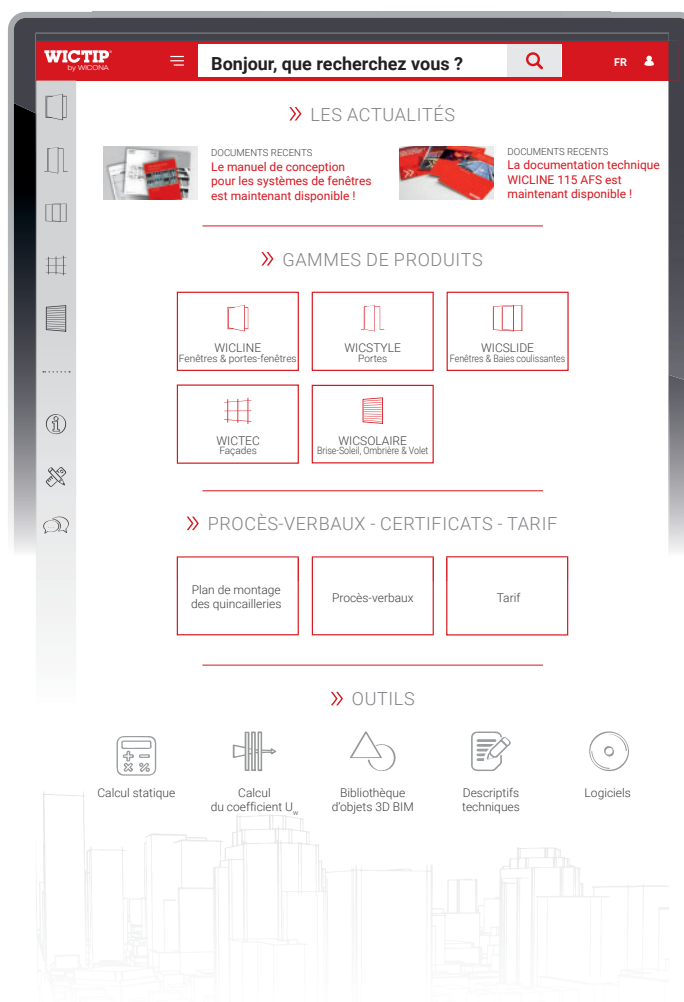 WICTIP
by WICONA
Bonjour, que recherchez vous ?
FR
LES ACTUALITÉS
DOCUMENTS RECENTS
Le manuel de conception
pour les systèmes de fenêtres
est maintenant disponible !
DOCUMENTS RECENTS
La documentation technique
WICLINE 115 AFS est
maintenant disponible !
GAMMES DE PRODUITS
WICLINE
Fenêtres & portes-fenêtres
WICSTYLE
Portes
WICSLIDE
Fenêtres & Baies coulissantes
WICTEC
Façades
WICSOLAIRE
Brise-Soleil, Ombrière & Volet
PROCÈS-VERBAUX - CERTIFICATS - TARIF
Plan de montage
des quincailleries
Procès-verbaux
Tarif
OUTILS
Calcul statique
Calcul
du coefficient Uw
Bibliothèque
d'objets 3D BIM
Descriptifs
techniques
Logiciels